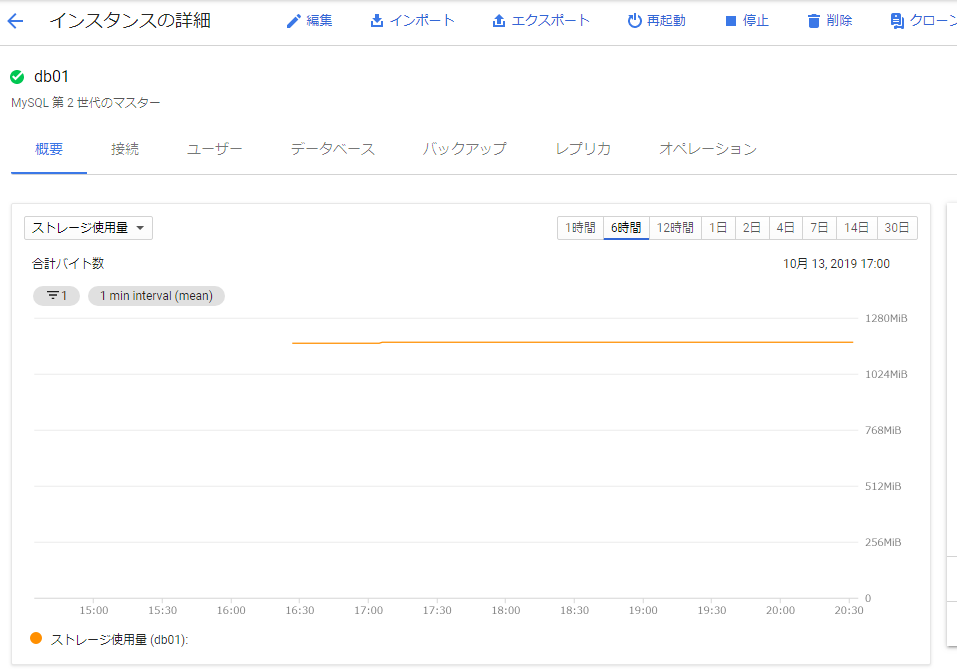 インスタンスの詳細 編集 インポート エクスポート 再起動 停止 削除 クローン
db01
MySQL 第 2 世代のマスター
概要 接続 ユーザー データベース バックアップ レプリカ オペレーション
ストレージ使用量 1時間 6時間 12時間 1日 2日 4日 7日 14日 30日
合計バイト数 10月 13, 2019 17:00
1 1 min interval (mean)
1280MiB
1024MiB
768MiB
512MiB
256MiB
0
15:00 15:30 16:00 16:30 17:00 17:30 18:00 18:30 19:00 19:30 20:00 20:30
ストレージ使用量 (db01):